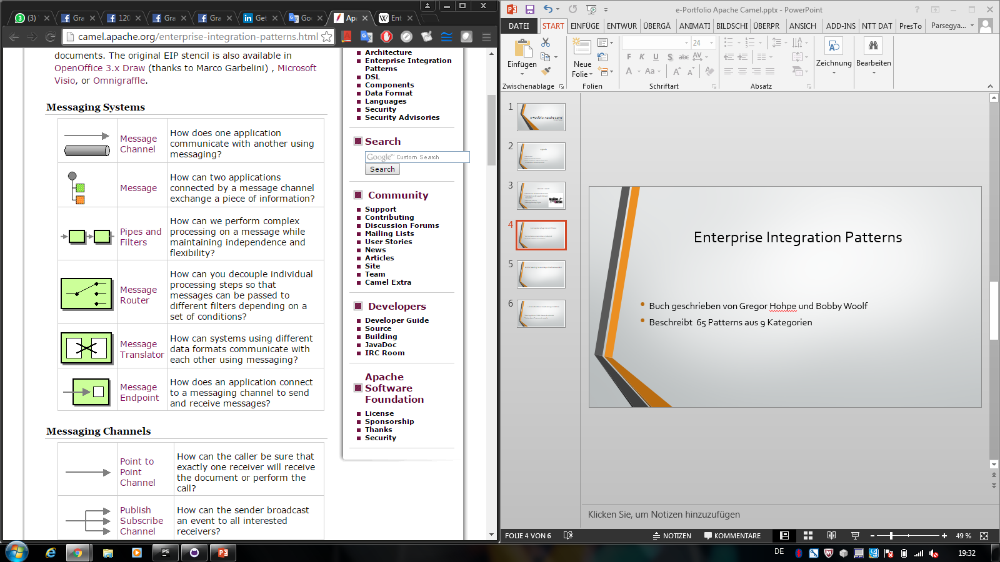 (3)
Gra
120
Gra
Gra
Get
Goo
Ap
Ent
camel.apache.org/enterprise-integration-patterns.html
documents. The original EIP stencil is also available in
OpenOffice 3.x Draw (thanks to Marco Garbelini) , Microsoft
Visio, or Omnigraffle.
Messaging Systems
Message
Channel
How does one application
communicate with another using
messaging?
Message
How can two applications
connected by a message channel
exchange a piece of information?
Pipes and
Filters
How can we perform complex
processing on a message while
maintaining independence and
flexibility?
Message
Router
How can you decouple individual
processing steps so that
messages can be passed to
different filters depending on a
set of conditions?
Message
Translator
How can systems using different
data formats communicate with
each other using messaging?
Message
Endpoint
How does an application connect
to a messaging channel to send
and receive messages?
Messaging Channels
Point to
Point
Channel
How can the caller be sure that
exactly one receiver will receive
the document or perform the
call?
Publish
Subscribe
Channel
How can the sender broadcast
an event to all interested
receivers?
Architecture
Enterprise Integration
Patterns
DSL
Components
Data Format
Languages
Security
Security Advisories
Search
Google™ Custom Search
Search
Community
Support
Contributing
Discussion Forums
Mailing Lists
User Stories
News
Articles
Site
Team
Camel Extra
Developers
Developer Guide
Source
Building
JavaDoc
IRC Room
Apache
Software
Foundation
License
Sponsorship
Thanks
Security
e-Portfolio Apache Camel.pptx - PowerPoint
DATEI
START
EINFÜGE
ENTWUR
ÜBERGÄ
ANIMATI
BILDSCHI
ÜBERPR
ANSICH
ADD-INS
NTT DAT
PresTo
Parsegya...
Einfügen
Neue
Folie
24
F K U S abc AV
A Aa A A
Zeichnung
Bearbeiten
Zwischenablage
Folien
Schriftart
Absatz
1
e-Portfolio: Apache Camel
2
3
4
5
6
Enterprise Integration Patterns
Buch geschrieben von Gregor Hohpe und Bobby Woolf
Beschreibt 65 Patterns aus 9 Kategorien
Klicken Sie, um Notizen hinzuzufügen
FOLIE 4 VON 6
NOTIZEN
KOMMENTARE
49 %
PS
DE
19:32